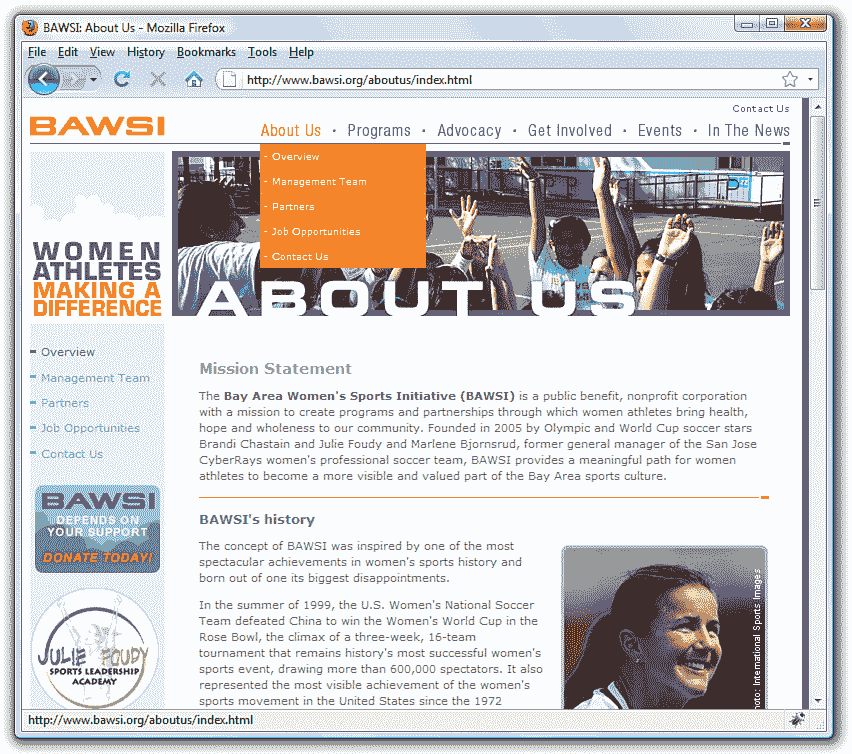 BAWSI: About Us - Mozilla Firefox
File Edit View History Bookmarks Tools Help
http://www.bawsi.org/aboutus/index.html
Contact Us
BAWSI
About Us · Programs · Advocacy · Get Involved · Events · In The News
- Overview
- Management Team
- Partners
- Job Opportunities
- Contact Us
WOMEN
ATHLETES
MAKING A
DIFFERENCE
ABOUT US
Overview
Management Team
Partners
Job Opportunities
Contact Us
BAWSI
DEPENDS ON
YOUR SUPPORT
DONATE TODAY!
JULIE FOUDY
SPORTS LEADERSHIP
ACADEMY
Mission Statement
The Bay Area Women's Sports Initiative (BAWSI) is a public benefit, nonprofit corporation
with a mission to create programs and partnerships through which women athletes bring health,
hope and wholeness to our community. Founded in 2005 by Olympic and World Cup soccer stars
Brandi Chastain and Julie Foudy and Marlene Bjornsrud, former general manager of the San Jose
CyberRays women's professional soccer team, BAWSI provides a meaningful path for women
athletes to become a more visible and valued part of the Bay Area sports culture.
BAWSI's history
The concept of BAWSI was inspired by one of the most
spectacular achievements in women's sports history and
born out of one its biggest disappointments.
In the summer of 1999, the U.S. Women's National Soccer
Team defeated China to win the Women's World Cup in the
Rose Bowl, the climax of a three-week, 16-team
tournament that remains history's most successful women's
sports event, drawing more than 600,000 spectators. It also
represented the most visible achievement of the women's
sports movement in the United States since the 1972
oto: International Sports Images
http://www.bawsi.org/aboutus/index.html